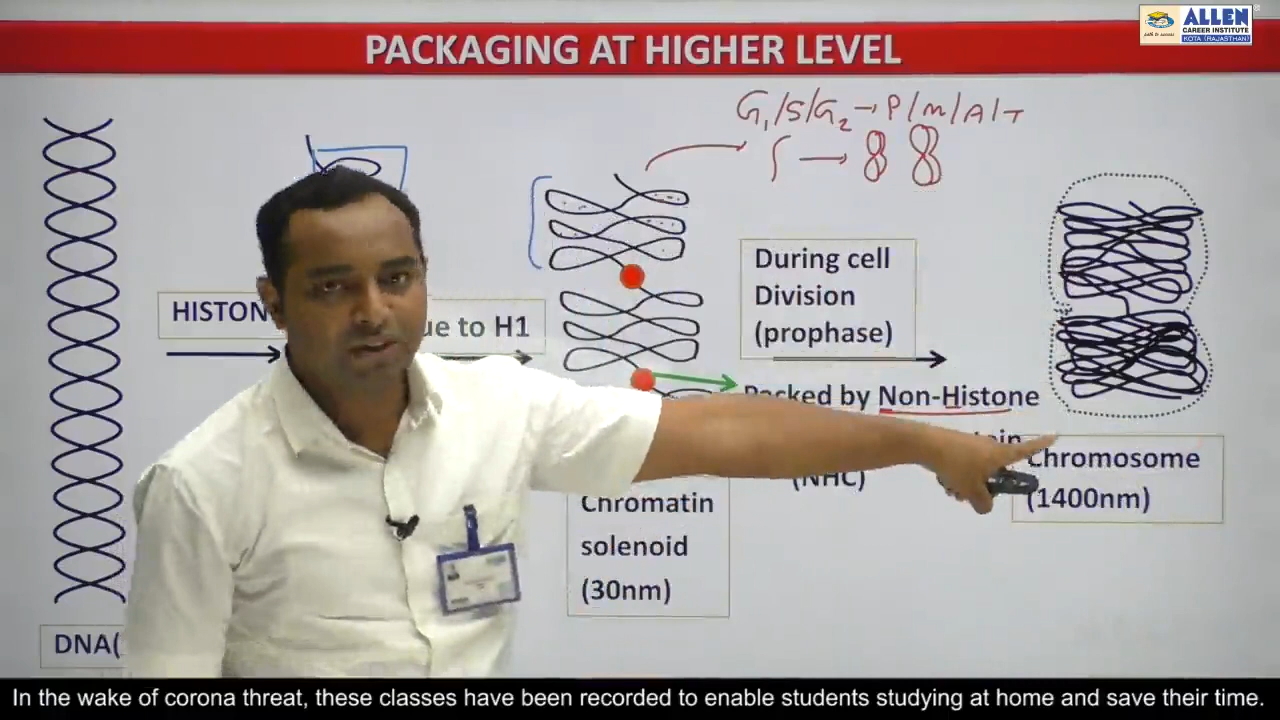 ALLEN
CAREER INSTITUTE
KOTA (RAJASTHAN)
PACKAGING AT HIGHER LEVEL
G₁/S/G₂ → P/M/A/T
During cell
Division
(prophase)
HISTON
ue to H1
Packed by Non-Histone
(NHC)
Chromosome
(1400nm)
Chromatin
solenoid
(30nm)
DNA(
In the wake of corona threat, these classes have been recorded to enable students studying at home and save their time.